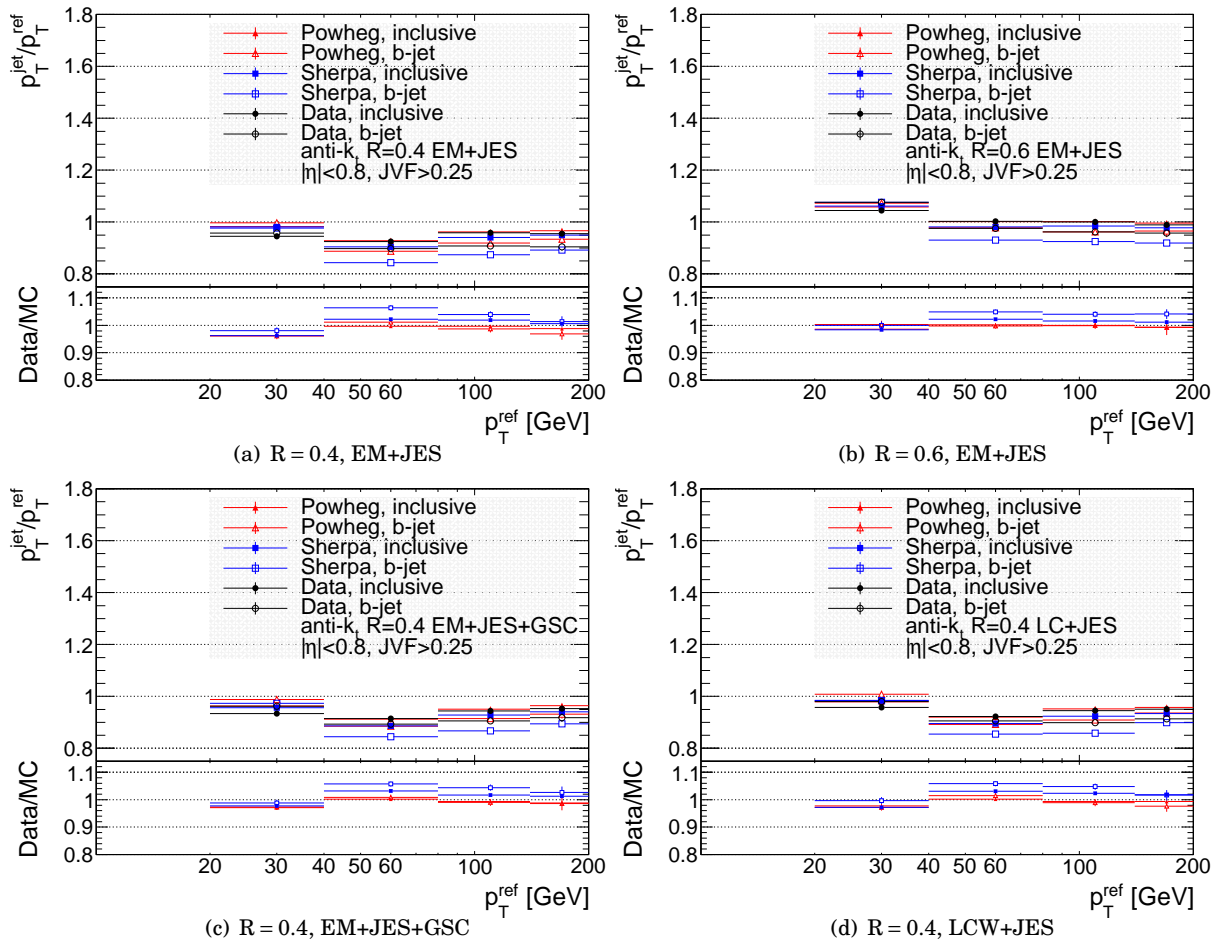 p_T^jet/p_T^ref
1.8
1.6
1.4
1.2
1
0.8
Powheg, inclusive
Powheg, b-jet
Sherpa, inclusive
Sherpa, b-jet
Data, inclusive
Data, b-jet
anti-k_t R=0.4 EM+JES
|η|<0.8, JVF>0.25
Data/MC
1.1
1
0.9
0.8
20 30 40 50 60 100 200
p_T^ref [GeV]
(a) R = 0.4, EM+JES
p_T^jet/p_T^ref
1.8
1.6
1.4
1.2
1
0.8
Powheg, inclusive
Powheg, b-jet
Sherpa, inclusive
Sherpa, b-jet
Data, inclusive
Data, b-jet
anti-k_t R=0.6 EM+JES
|η|<0.8, JVF>0.25
Data/MC
1.1
1
0.9
0.8
20 30 40 50 60 100 200
p_T^ref [GeV]
(b) R = 0.6, EM+JES
p_T^jet/p_T^ref
1.8
1.6
1.4
1.2
1
0.8
Powheg, inclusive
Powheg, b-jet
Sherpa, inclusive
Sherpa, b-jet
Data, inclusive
Data, b-jet
anti-k_t R=0.4 EM+JES+GSC
|η|<0.8, JVF>0.25
Data/MC
1.1
1
0.9
0.8
20 30 40 50 60 100 200
p_T^ref [GeV]
(c) R = 0.4, EM+JES+GSC
p_T^jet/p_T^ref
1.8
1.6
1.4
1.2
1
0.8
Powheg, inclusive
Powheg, b-jet
Sherpa, inclusive
Sherpa, b-jet
Data, inclusive
Data, b-jet
anti-k_t R=0.4 LC+JES
|η|<0.8, JVF>0.25
Data/MC
1.1
1
0.9
0.8
20 30 40 50 60 100 200
p_T^ref [GeV]
(d) R = 0.4, LCW+JES